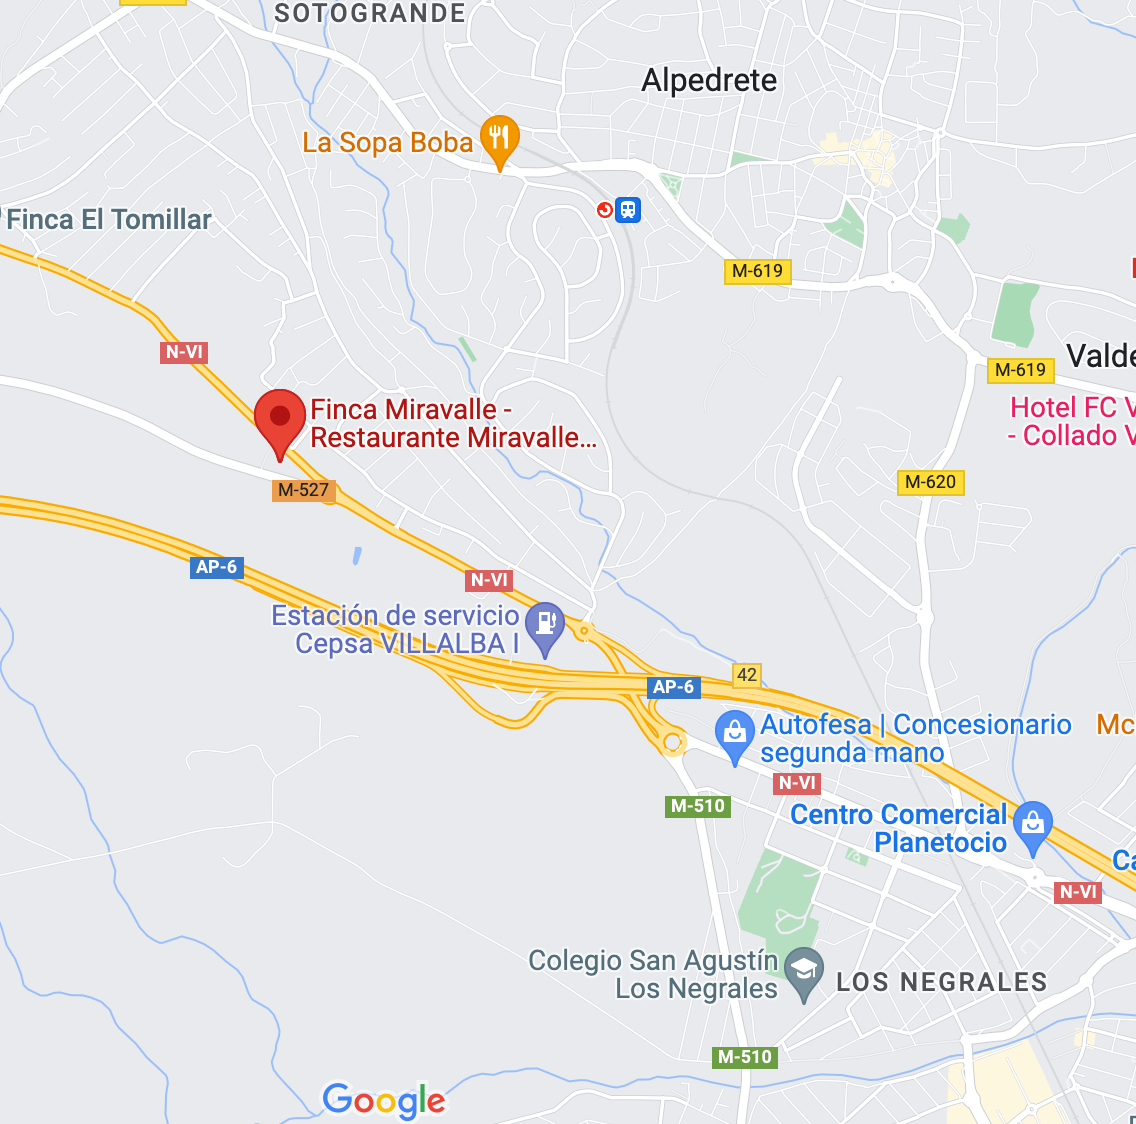 SOTOGRANDE
Alpedrete
La Sopa Boba
Finca El Tomillar
M-619
N-VI
Valde
M-619
Finca Miravalle -
Restaurante Miravalle...
Hotel FC V
- Collado V
M-620
M-527
AP-6
N-VI
Estación de servicio
Cepsa VILLALBA I
42
AP-6
Autofesa | Concesionario
segunda mano
Mc
N-VI
M-510
Centro Comercial
Planetocio
Ca
N-VI
Colegio San Agustín
Los Negrales
LOS NEGRALES
M-510
Google